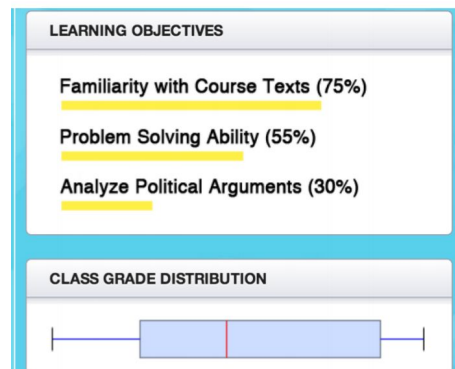 LEARNING OBJECTIVES
Familiarity with Course Texts (75%)
Problem Solving Ability (55%)
Analyze Political Arguments (30%)
CLASS GRADE DISTRIBUTION